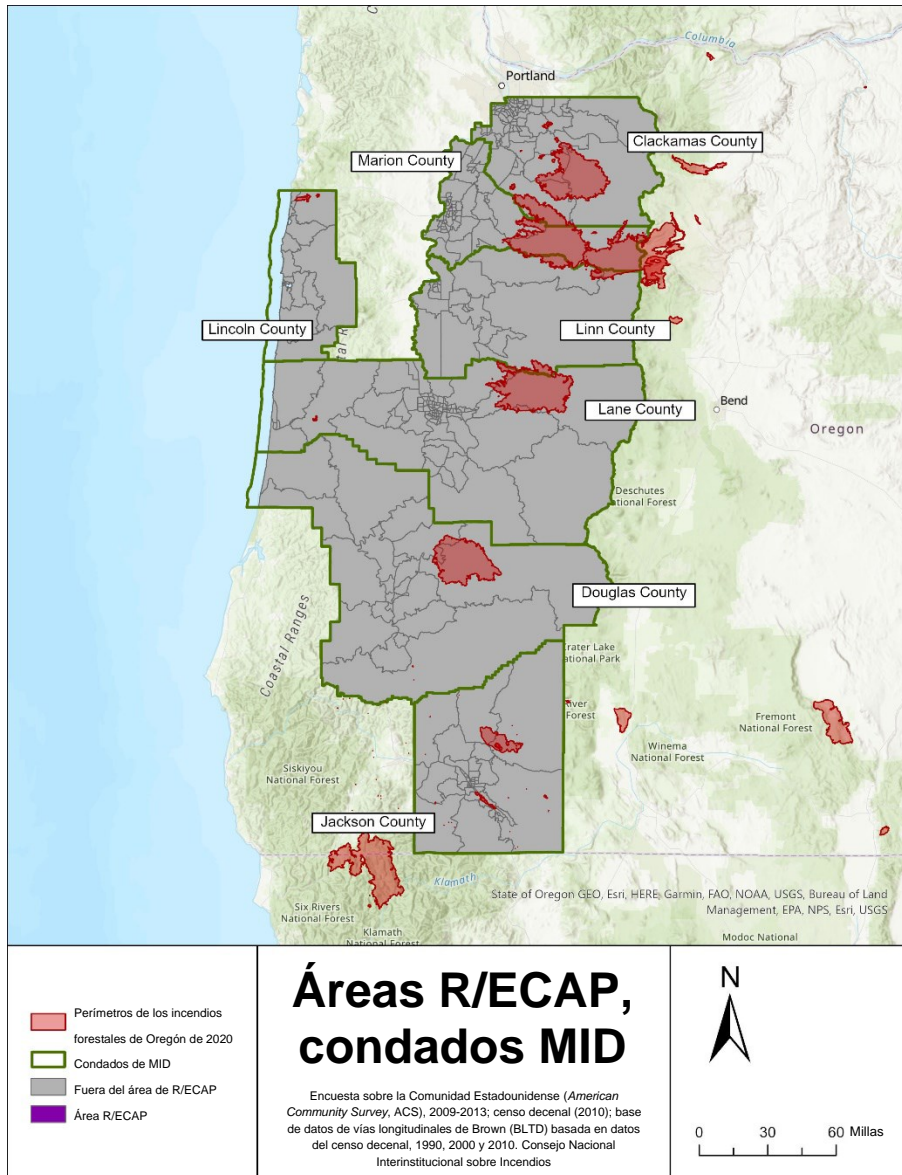 Columbia
Portland
Clackamas County
Marion County
Lincoln County
Linn County
Lane County
Bend
Oregon
Deschutes
National Forest
Douglas County
Coastal Ranges
Crater Lake
National Park
Fremont
National Forest
Winema
National Forest
Siskiyou
National Forest
Jackson County
Klamath
State of Oregon GEO, Esri, HERE, Garmin, FAO, NOAA, USGS, Bureau of Land
Management, EPA, NPS, Esri, USGS
Six Rivers
National Forest
Klamath
National Forest
Modoc National
Perímetros de los incendios
forestales de Oregón de 2020
Condados de MID
Fuera del área de R/ECAP
Área R/ECAP
Áreas R/ECAP,
condados MID
Encuesta sobre la Comunidad Estadounidense (American
Community Survey, ACS), 2009-2013; censo decenal (2010); base
de datos de vías longitudinales de Brown (BLTD) basada en datos
del censo decenal, 1990, 2000 y 2010. Consejo Nacional
Interinstitucional sobre Incendios
N
0 30 60 Millas